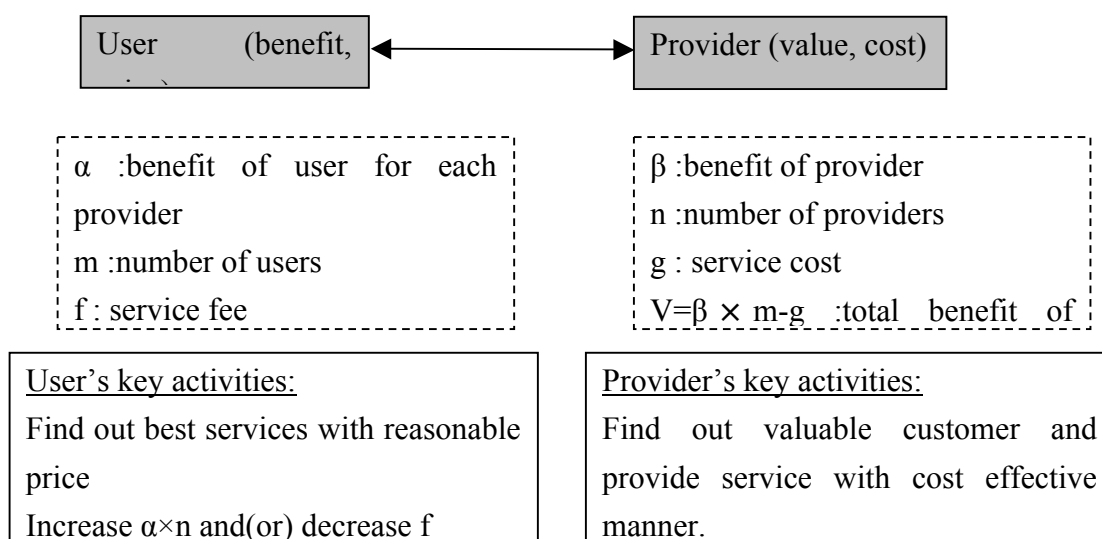 User (benefit,
Provider (value, cost)
α :benefit of user for each
provider
m :number of users
f : service fee
β :benefit of provider
n :number of providers
g : service cost
V=β × m-g :total benefit of
User's key activities:
Find out best services with reasonable
price
Increase α×n and(or) decrease f
Provider's key activities:
Find out valuable customer and
provide service with cost effective
manner.